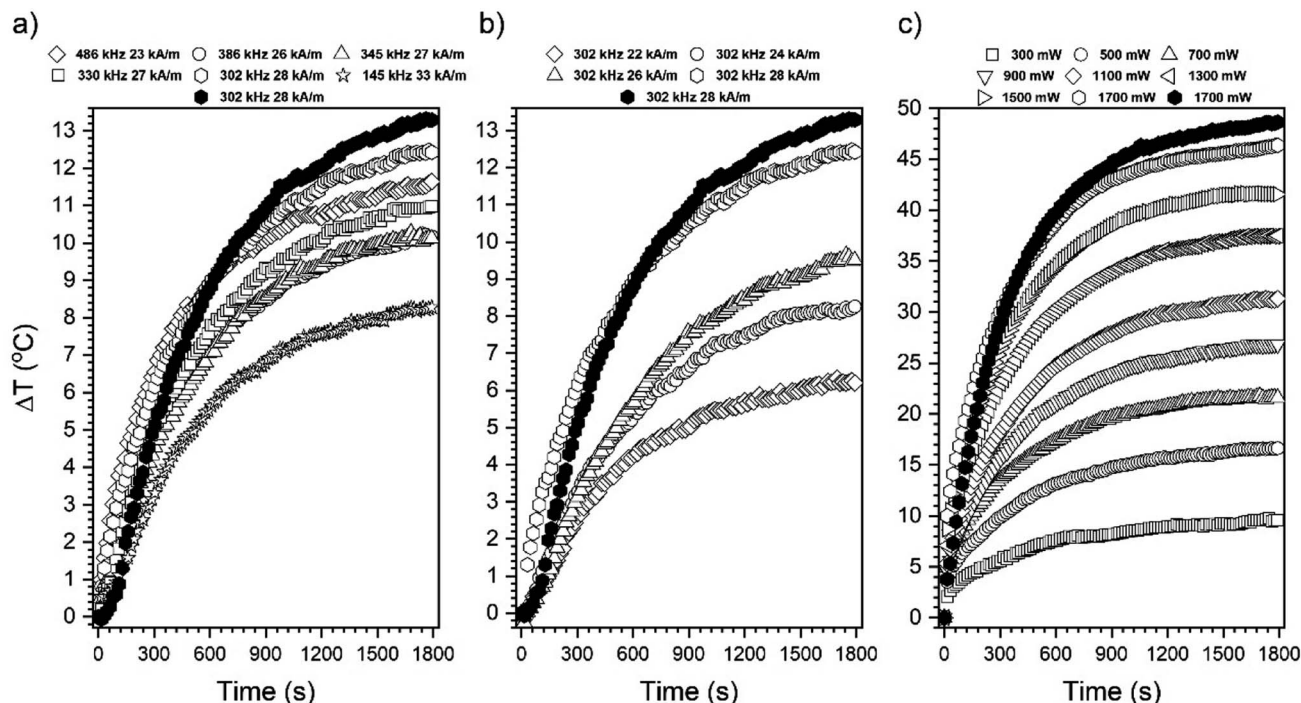 a)
486 kHz 23 kA/m 386 kHz 26 kA/m 345 kHz 27 kA/m
330 kHz 27 kA/m 302 kHz 28 kA/m 145 kHz 33 kA/m
302 kHz 28 kA/m
13
12
11
10
9
8
7
6
5
4
3
2
1
0
ΔT (°C)
0 300 600 900 1200 1500 1800
Time (s)
b)
302 kHz 22 kA/m 302 kHz 24 kA/m
302 kHz 26 kA/m 302 kHz 28 kA/m
302 kHz 28 kA/m
13
12
11
10
9
8
7
6
5
4
3
2
1
0
0 300 600 900 1200 1500 1800
Time (s)
c)
300 mW 500 mW 700 mW
900 mW 1100 mW 1300 mW
1500 mW 1700 mW 1700 mW
50
45
40
35
30
25
20
15
10
5
0
0 300 600 900 1200 1500 1800
Time (s)